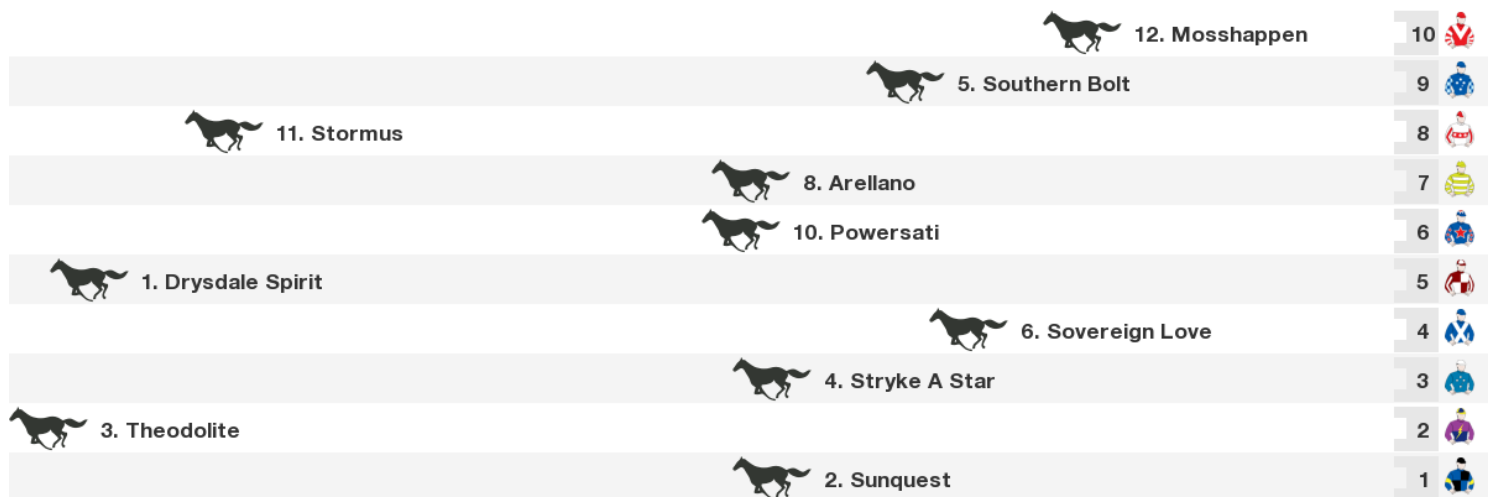 12. Mosshappen 10
5. Southern Bolt 9
11. Stormus 8
8. Arellano 7
10. Powersati 6
1. Drysdale Spirit 5
6. Sovereign Love 4
4. Stryke A Star 3
3. Theodolite 2
2. Sunquest 1